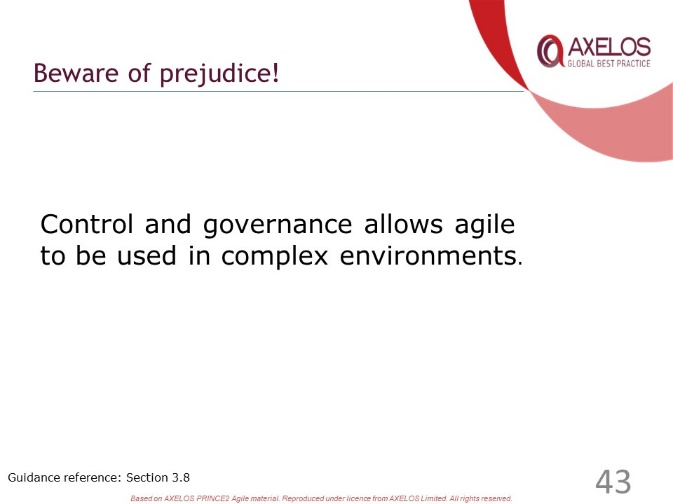 AXELOS
GLOBAL BEST PRACTICE
Beware of prejudice!
Control and governance allows agile
to be used in complex environments.
Guidance reference: Section 3.8
43
Based on AXELOS PRINCE2 Agile material. Reproduced under licence from AXELOS Limited. All rights reserved.